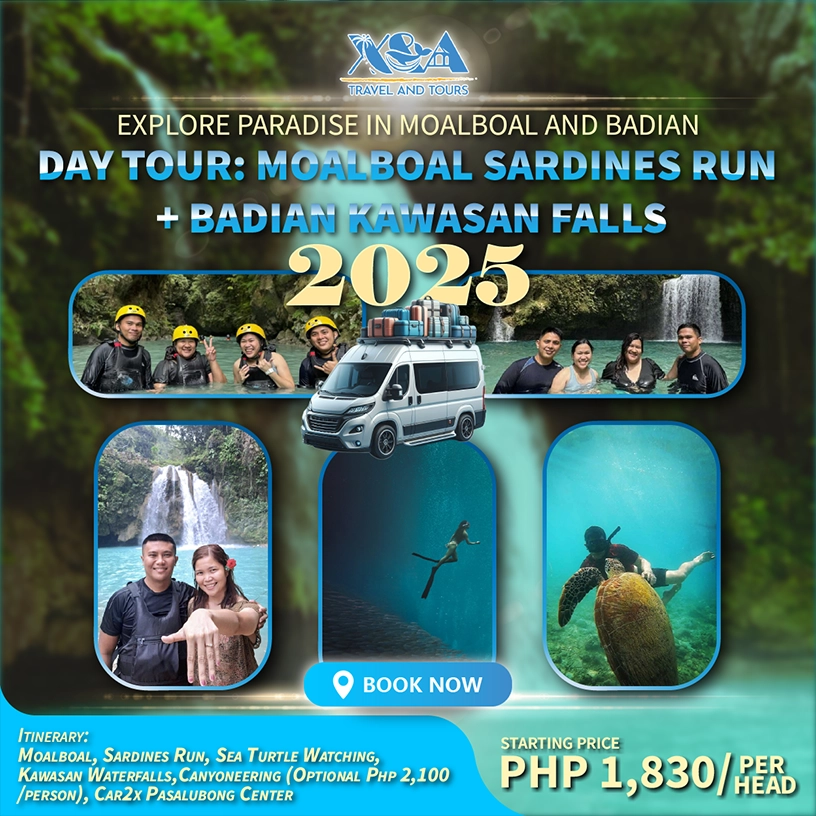 X&A
TRAVEL AND TOURS
EXPLORE PARADISE IN MOALBOAL AND BADIAN
DAY TOUR: MOALBOAL SARDINES RUN
+ BADIAN KAWASAN FALLS
2025
BOOK NOW
ITINERARY:
MOALBOAL, SARDINES RUN, SEA TURTLE WATCHING,
KAWASAN WATERFALLS,CANYONEERING (OPTIONAL PHP 2,100
/PERSON), CAR2X PASALUBONG CENTER
STARTING PRICE
PHP 1,830/PER
HEAD